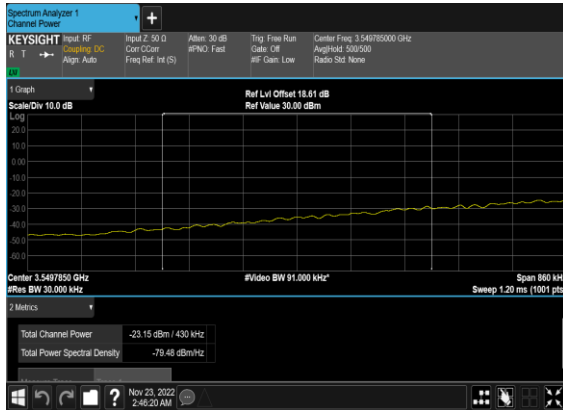 Spectrum Analyzer 1
Channel Power
+
KEYSIGHT Input: RF Input Z: 50 Ω Atten: 30 dB Trig: Free Run Center Freq: 3.549785000 GHz
R T Coupling: DC Corr CCorr #PNO: Fast Gate: Off Avg|Hold: 500/500
Align: Auto Freq Ref: Int (S) #IF Gain: Low Radio Std: None
1 Graph
Ref Lvl Offset 18.61 dB
Scale/Div 10.0 dB Ref Value 30.00 dBm
Log
20.0
10.0
0.00
-10.0
-20.0
-30.0
-40.0
-50.0
-60.0
Center 3.5497850 GHz #Video BW 91.000 kHz* Span 860 kH
#Res BW 30.000 kHz Sweep 1.20 ms (1001 pts
2 Metrics
Total Channel Power -23.15 dBm / 430 kHz
Total Power Spectral Density -79.48 dBm/Hz
?
Nov 23, 2022
2:46:20 AM